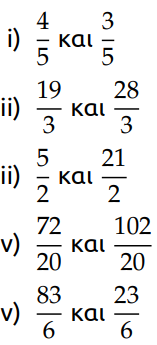 i) 4/5 και 3/5
ii) 19/3 και 28/3
ii) 5/2 και 21/2
v) 72/20 και 102/20
v) 83/6 και 23/6